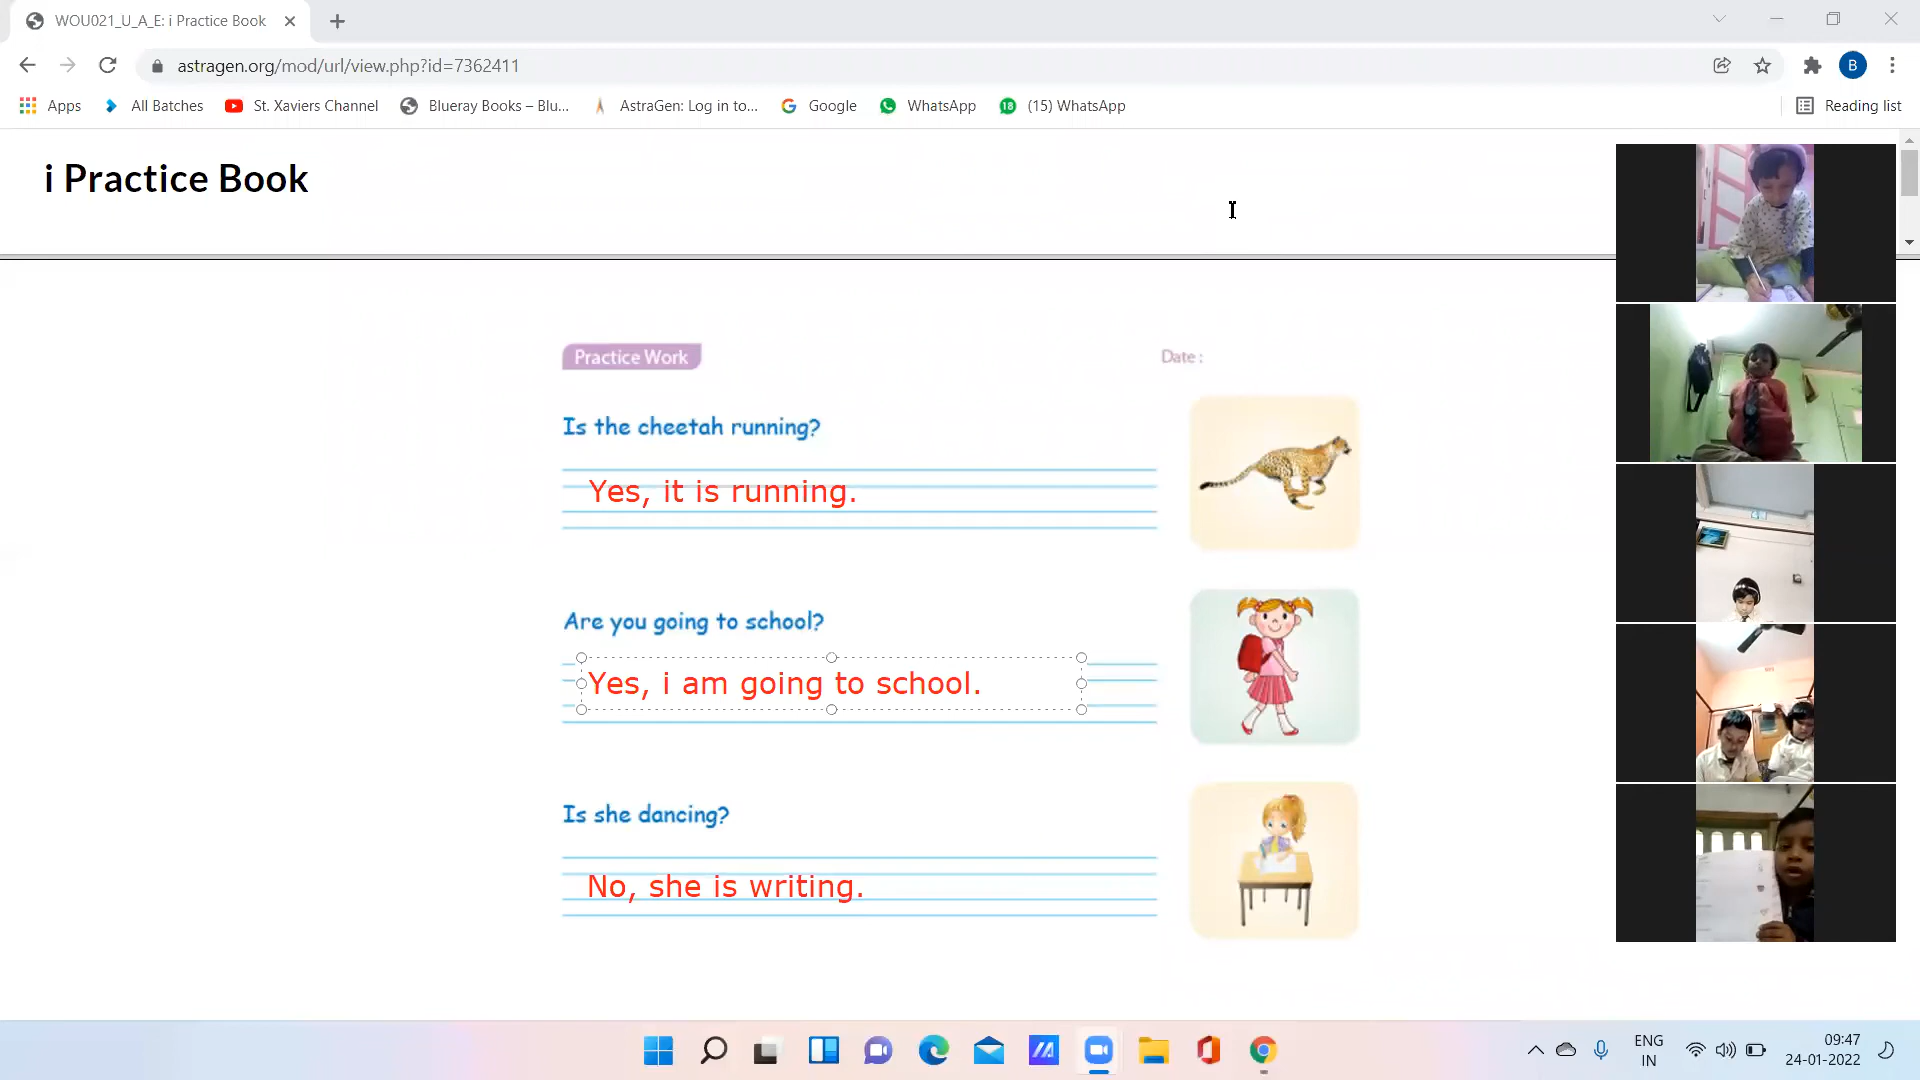 WOU021_U_A_E: i Practice Book
astragen.org/mod/url/view.php?id=7362411
B
Apps All Batches St. Xaviers Channel Blueray Books – Blu... AstraGen: Log in to... Google WhatsApp 18 (15) WhatsApp Reading list
i Practice Book
Practice Work Date :
Is the cheetah running?
Yes, it is running.
Are you going to school?
Yes, i am going to school.
Is she dancing?
No, she is writing.
ENG 09:47
IN 24-01-2022